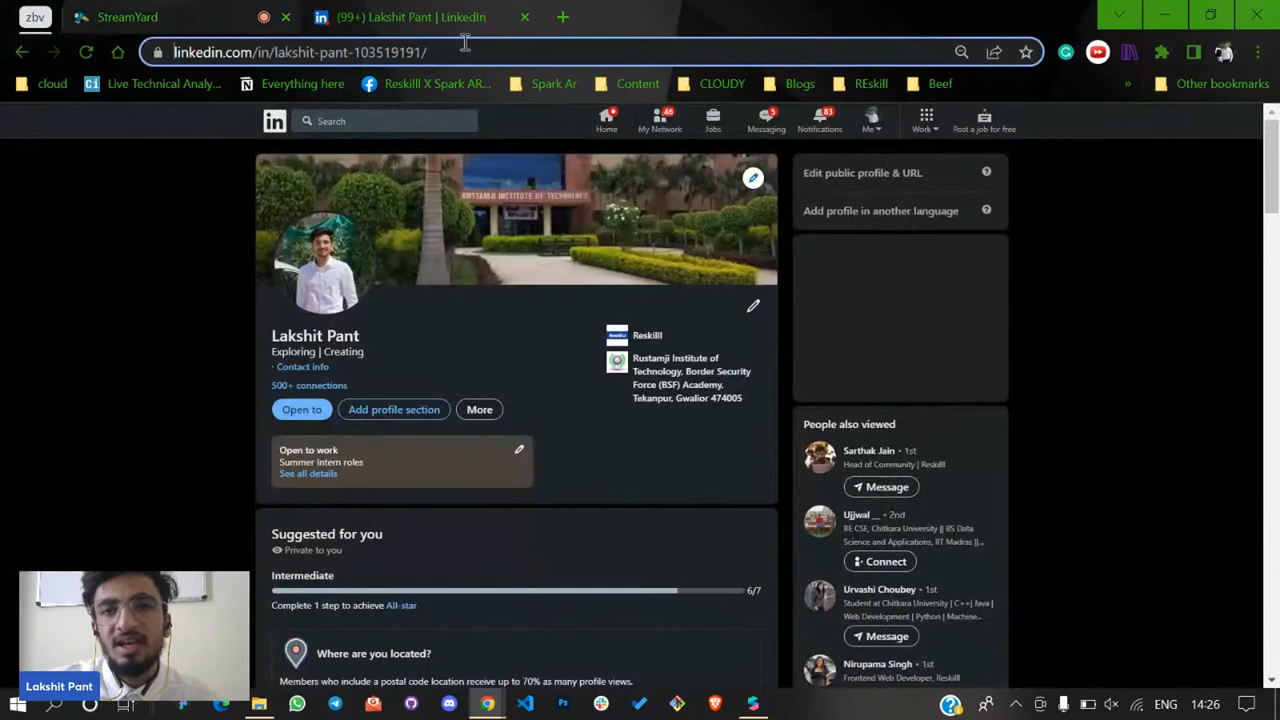 zbv
StreamYard
(99+) Lakshit Pant | LinkedIn
linkedin.com/in/lakshit-pant-103519191/
cloud
Live Technical Analy...
Everything here
Reskill X Spark AR...
Spark Ar
Content
CLOUDY
Blogs
REskill
Beef
»
Other bookmarks
in
Search
Home
46
My Network
Jobs
5
Messaging
83
Notifications
Me
Work
Post a job for free
RUSTAMJI INSTITUTE OF TECHNOLOGY
Lakshit Pant
Exploring | Creating
· Contact info
500+ connections
Open to
Add profile section
More
Reskilll
Rustamji Institute of
Technology, Border Security
Force (BSF) Academy,
Tekanpur, Gwalior 474005
Open to work
Summer Intern roles
See all details
Suggested for you
Private to you
Intermediate
6/7
Complete 1 step to achieve All-star
Where are you located?
Members who include a postal code location receive up to 70% as many profile views.
Edit public profile & URL
Add profile in another language
People also viewed
Sarthak Jain · 1st
Head of Community | Reskilll
Message
Ujjwal __ · 2nd
BE CSE, Chitkara University || BS Data
Science and Applications, IIT Madras ||...
Connect
Urvashi Choubey · 1st
Student at Chitkara University | C++| Java |
Web Development | Python | Machine...
Message
Nirupama Singh · 1st
Frontend Web Developer, Reskilll
Lakshit Pant
ENG
14:26